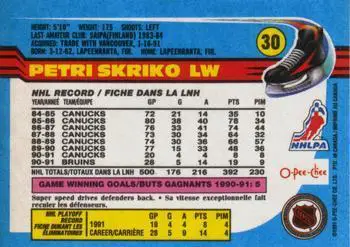 HEIGHT: 5'10" WEIGHT: 175 SHOOTS: LEFT
LAST AMATEUR CLUB: SAIPA(FINLAND) 1983-84
ACQUIRED: TRADE WITH VANCOUVER, 1-16-91
BORN: 3-12-62, LAPEENRANTA, FIN. HOME: LAPEENRANTA, FIN.
30
PETRI SKRIKO LW
NHL RECORD / FICHE DANS LA LNH
YEAR/ANNÉE TEAM/ÉQUIPE GP G A PTS PIM
84-85 CANUCKS 72 21 14 35 10
85-86 CANUCKS 80 38 40 78 34
86-87 CANUCKS 76 33 41 74 44
87-88 CANUCKS 73 30 34 64 32
88-89 CANUCKS 74 30 36 66 57
89-90 CANUCKS 77 15 33 48 36
90-91 CANUCKS 20 4 4 8 8
90-91 BRUINS 28 5 14 19 9
NHL TOTALS/TOTAUX DANS LA LNH 500 176 216 392 230
GAME WINNING GOALS/BUTS GAGNANTS 1990-91: 5
Super speed drives defenders back. • Sa vitesse exceptionnelle fait
reculer les défenseurs.
NHL PLAYOFF
RECORD
FICHE DURANT LES
ÉLIMINATOIRES
GP G A PTS PIM
1991 18 4 4 8 4
CAREER/CARRIÈRE 28 5 9 14 4
NHLPA
O-Pee-Chee
NHL